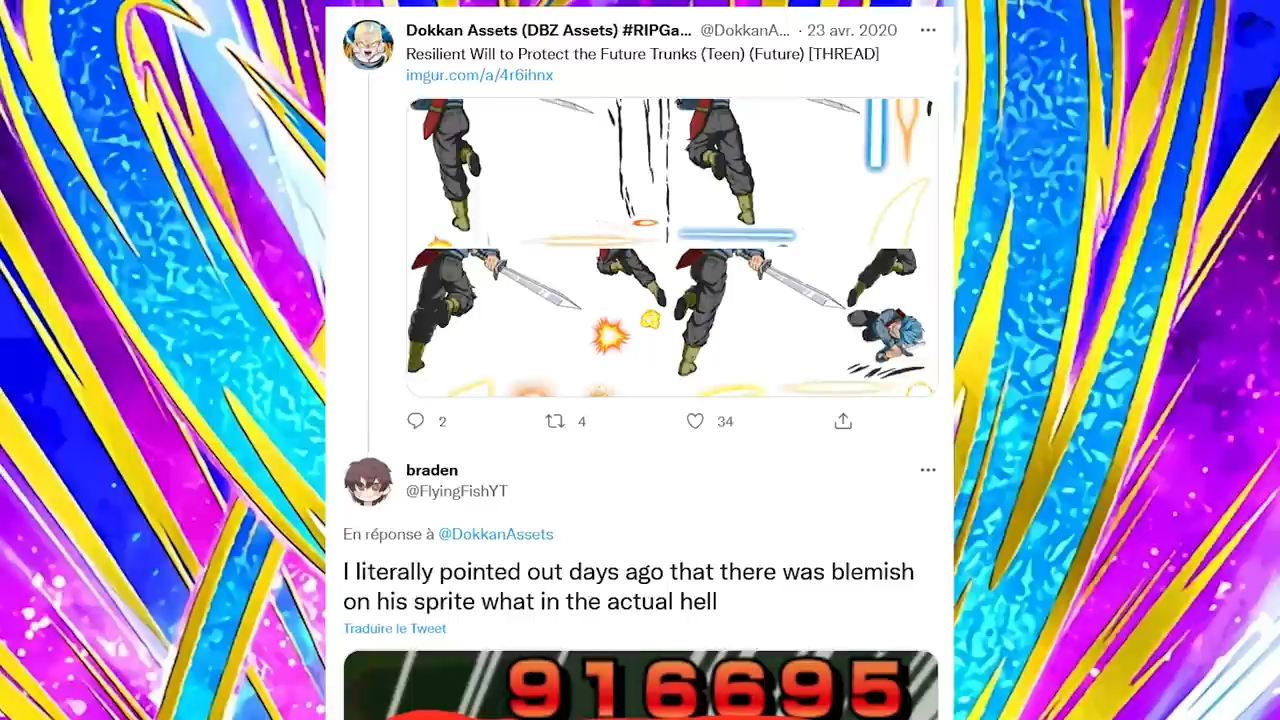 Dokkan Assets (DBZ Assets) #RIPGa... @DokkanA... · 23 avr. 2020
Resilient Will to Protect the Future Trunks (Teen) (Future) [THREAD]
imgur.com/a/4r6ihnx
2 4 34
braden
@FlyingFishYT
En réponse à @DokkanAssets
I literally pointed out days ago that there was blemish
on his sprite what in the actual hell
Traduire le Tweet
916695